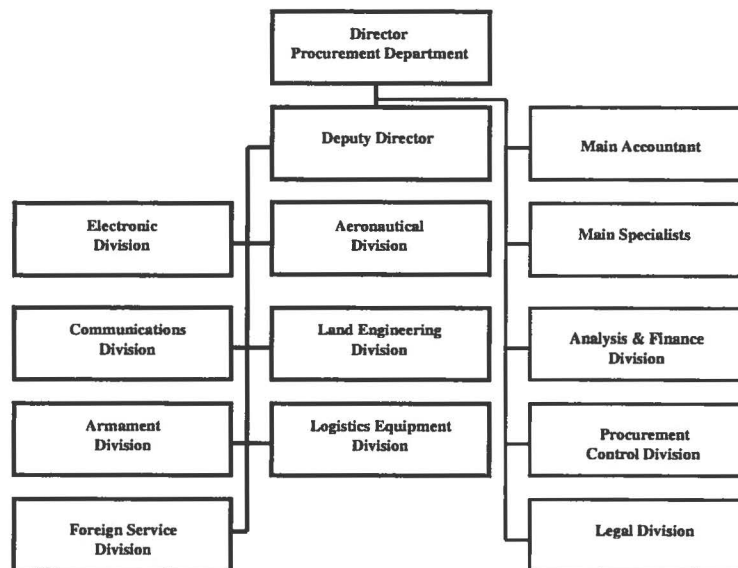 Director
Procurement Department
Deputy Director
Main Accountant
Electronic
Division
Aeronautical
Division
Main Specialists
Communications
Division
Land Engineering
Division
Analysis & Finance
Division
Armament
Division
Logistics Equipment
Division
Procurement
Control Division
Foreign Service
Division
Legal Division